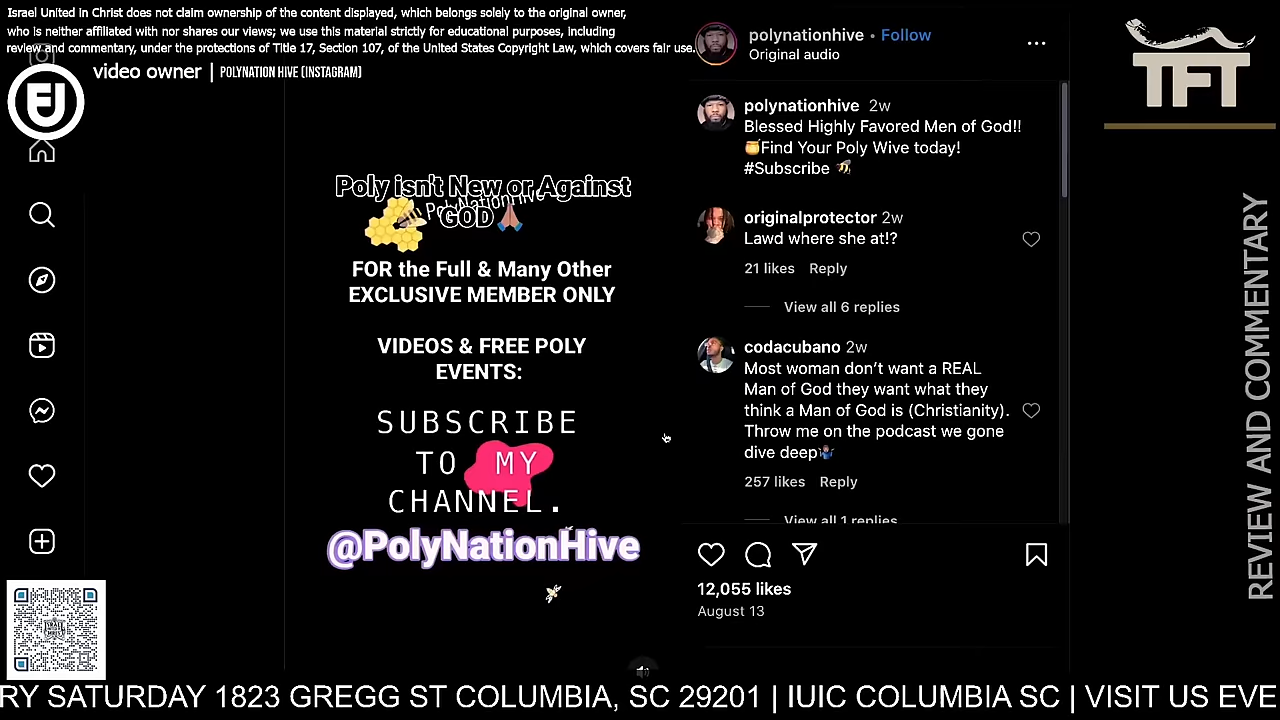 Israel United in Christ does not claim ownership of the content displayed, which belongs solely to the original owner,
who is neither affiliated with nor shares our views; we use this material strictly for educational purposes, including
review and commentary, under the protections of Title 17, Section 107, of the United States Copyright Law, which covers fair use.
video owner | POLYNATION HIVE (INSTAGRAM)
Poly isn't New or Against
GOD🙏🏽
PolyNationHive
FOR the Full & Many Other
EXCLUSIVE MEMBER ONLY
VIDEOS & FREE POLY
EVENTS:
SUBSCRIBE
TO MY
CHANNEL.
@PolyNationHive
polynationhive • Follow
Original audio
polynationhive 2w
Blessed Highly Favored Men of God!!
🍯Find Your Poly Wive today!
#Subscribe 🐝
originalprotector 2w
Lawd where she at!?
21 likes Reply
View all 6 replies
codacubano 2w
Most woman don’t want a REAL
Man of God they want what they
think a Man of God is (Christianity).
Throw me on the podcast we gone
dive deep🤷🏿‍♂️
257 likes Reply
View all 1 replies
12,055 likes
August 13
TFT
REVIEW AND COMMENTARY
RY SATURDAY 1823 GREGG ST COLUMBIA, SC 29201 | IUIC COLUMBIA SC | VISIT US EVE